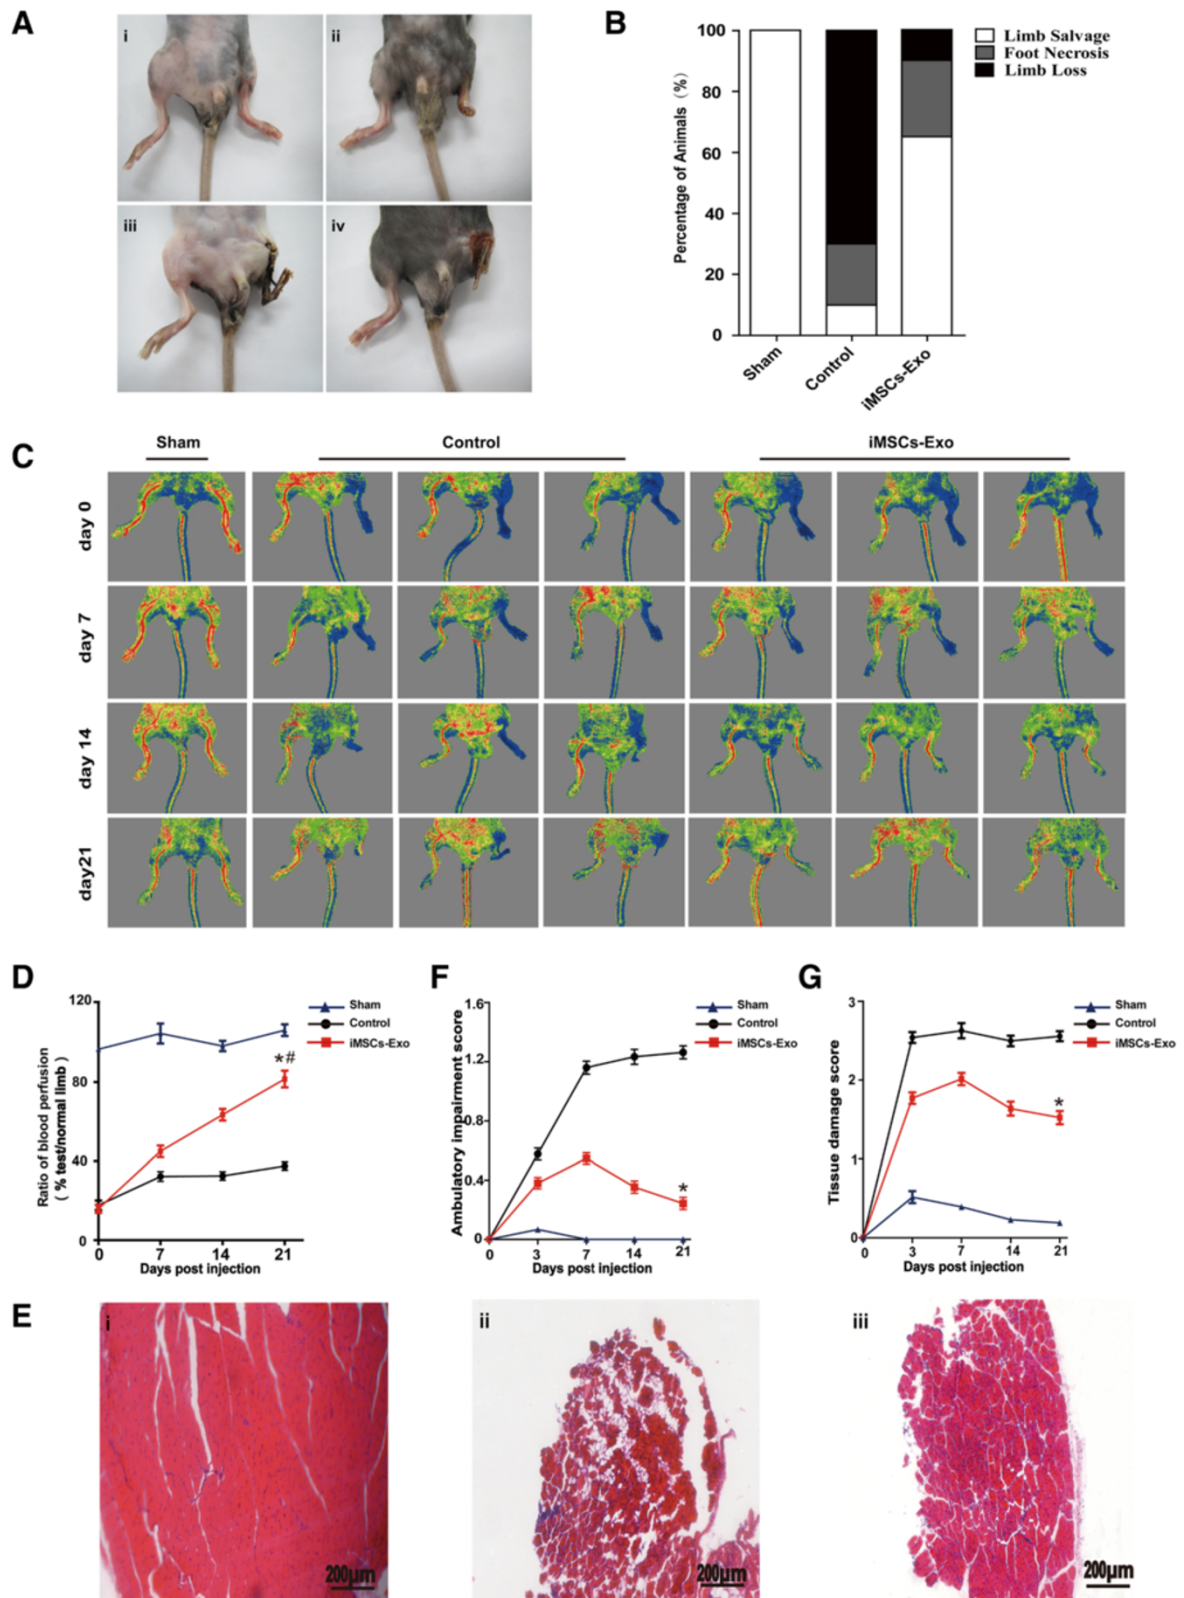 A
i
ii
iii
iv
B
Percentage of Animals (%)
100
80
60
40
20
0
Sham
Control
iMSCs-Exo
Limb Salvage
Foot Necrosis
Limb Loss
C
Sham
Control
iMSCs-Exo
day 0
day 7
day 14
day21
D
Ratio of blood perfusion
( % test/normal limb )
120
80
40
0
0
7
14
21
Days post injection
Sham
Control
iMSCs-Exo
*#
F
Ambulatory impairment score
1.6
1.2
0.8
0.4
0
0
3
7
14
21
Days post injection
Sham
Control
iMSCs-Exo
*
G
Tissue damage score
3
2
1
0
0
3
7
14
21
Days post injection
Sham
Control
iMSCs-Exo
*
E
i
200μm
ii
200μm
iii
200μm